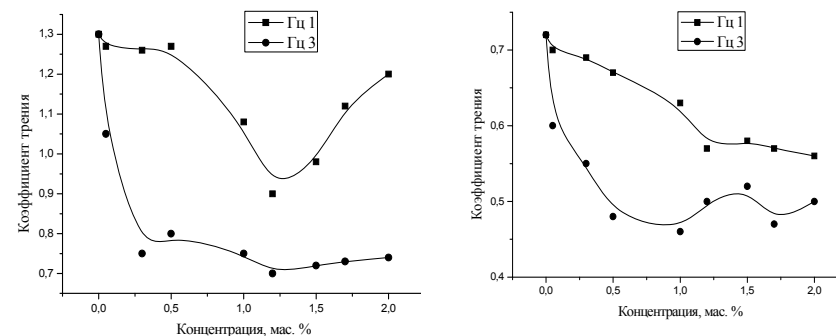 Гц 1
Гц 3
1,3
1,2
1,1
1,0
0,9
0,8
0,7
Коэффициент трения
0,0 0,5 1,0 1,5 2,0
Концентрация, мас. %
Гц 1
Гц 3
0,7
0,6
0,5
0,4
Коэффициент трения
0,0 0,5 1,0 1,5 2,0
Концентрация, мас. %